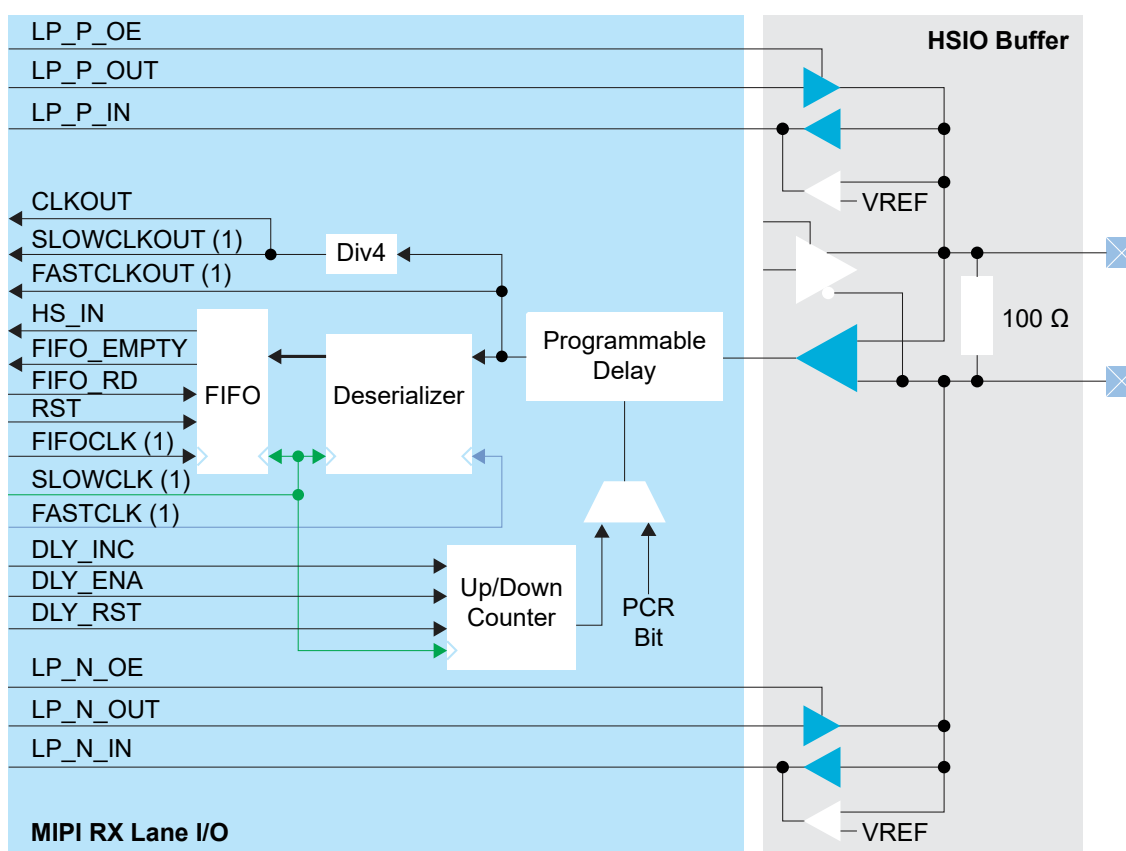 LP_P_OE
HSIO Buffer
LP_P_OUT
LP_P_IN
VREF
CLKOUT
SLOWCLKOUT (1)
Div4
FASTCLKOUT (1)
HS_IN
FIFO_EMPTY
FIFO_RD
RST
FIFOCLK (1)
SLOWCLK (1)
FASTCLK (1)
FIFO
Deserializer
Programmable
Delay
100 Ω
DLY_INC
DLY_ENA
DLY_RST
Up/Down
Counter
PCR
Bit
LP_N_OE
LP_N_OUT
LP_N_IN
VREF
MIPI RX Lane I/O